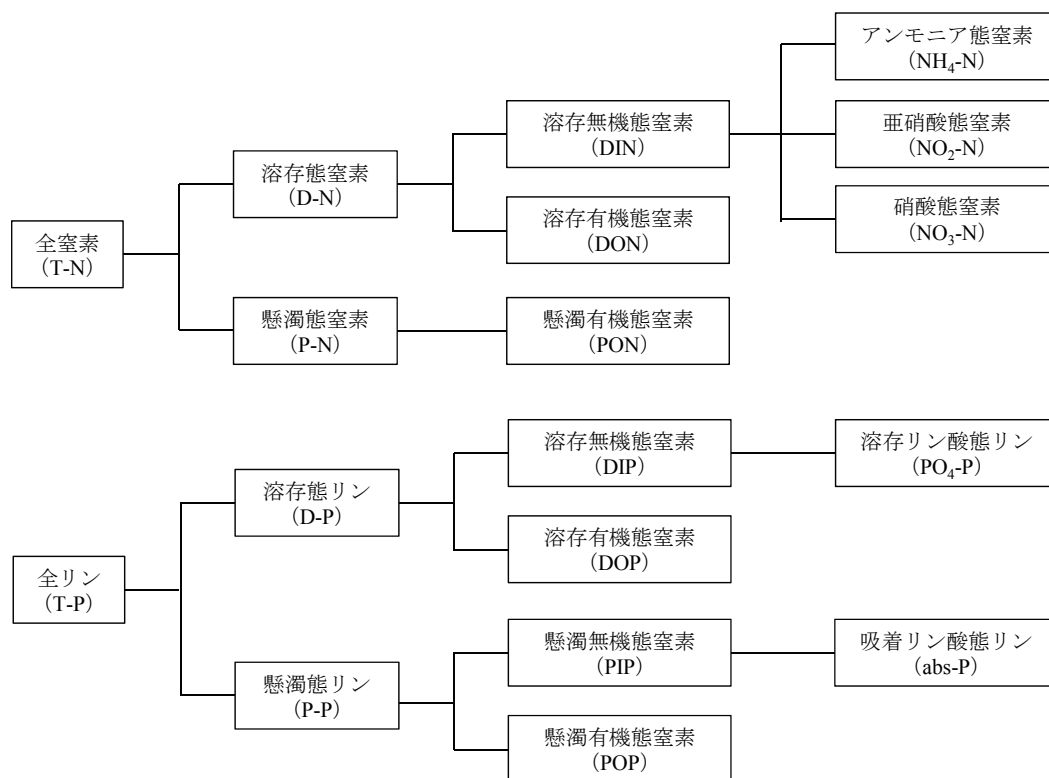 アンモニア態窒素
（NH₄-N）
溶存無機態窒素
（DIN）
亜硝酸態窒素
（NO₂-N）
溶存態窒素
（D-N）
硝酸態窒素
（NO₃-N）
溶存有機態窒素
（DON）
全窒素
（T-N）
懸濁態窒素
（P-N）
懸濁有機態窒素
（PON）
溶存無機態窒素
（DIP）
溶存リン酸態リン
（PO₄-P）
溶存態リン
（D-P）
溶存有機態窒素
（DOP）
全リン
（T-P）
懸濁無機態窒素
（PIP）
吸着リン酸態リン
（abs-P）
懸濁態リン
（P-P）
懸濁有機態窒素
（POP）